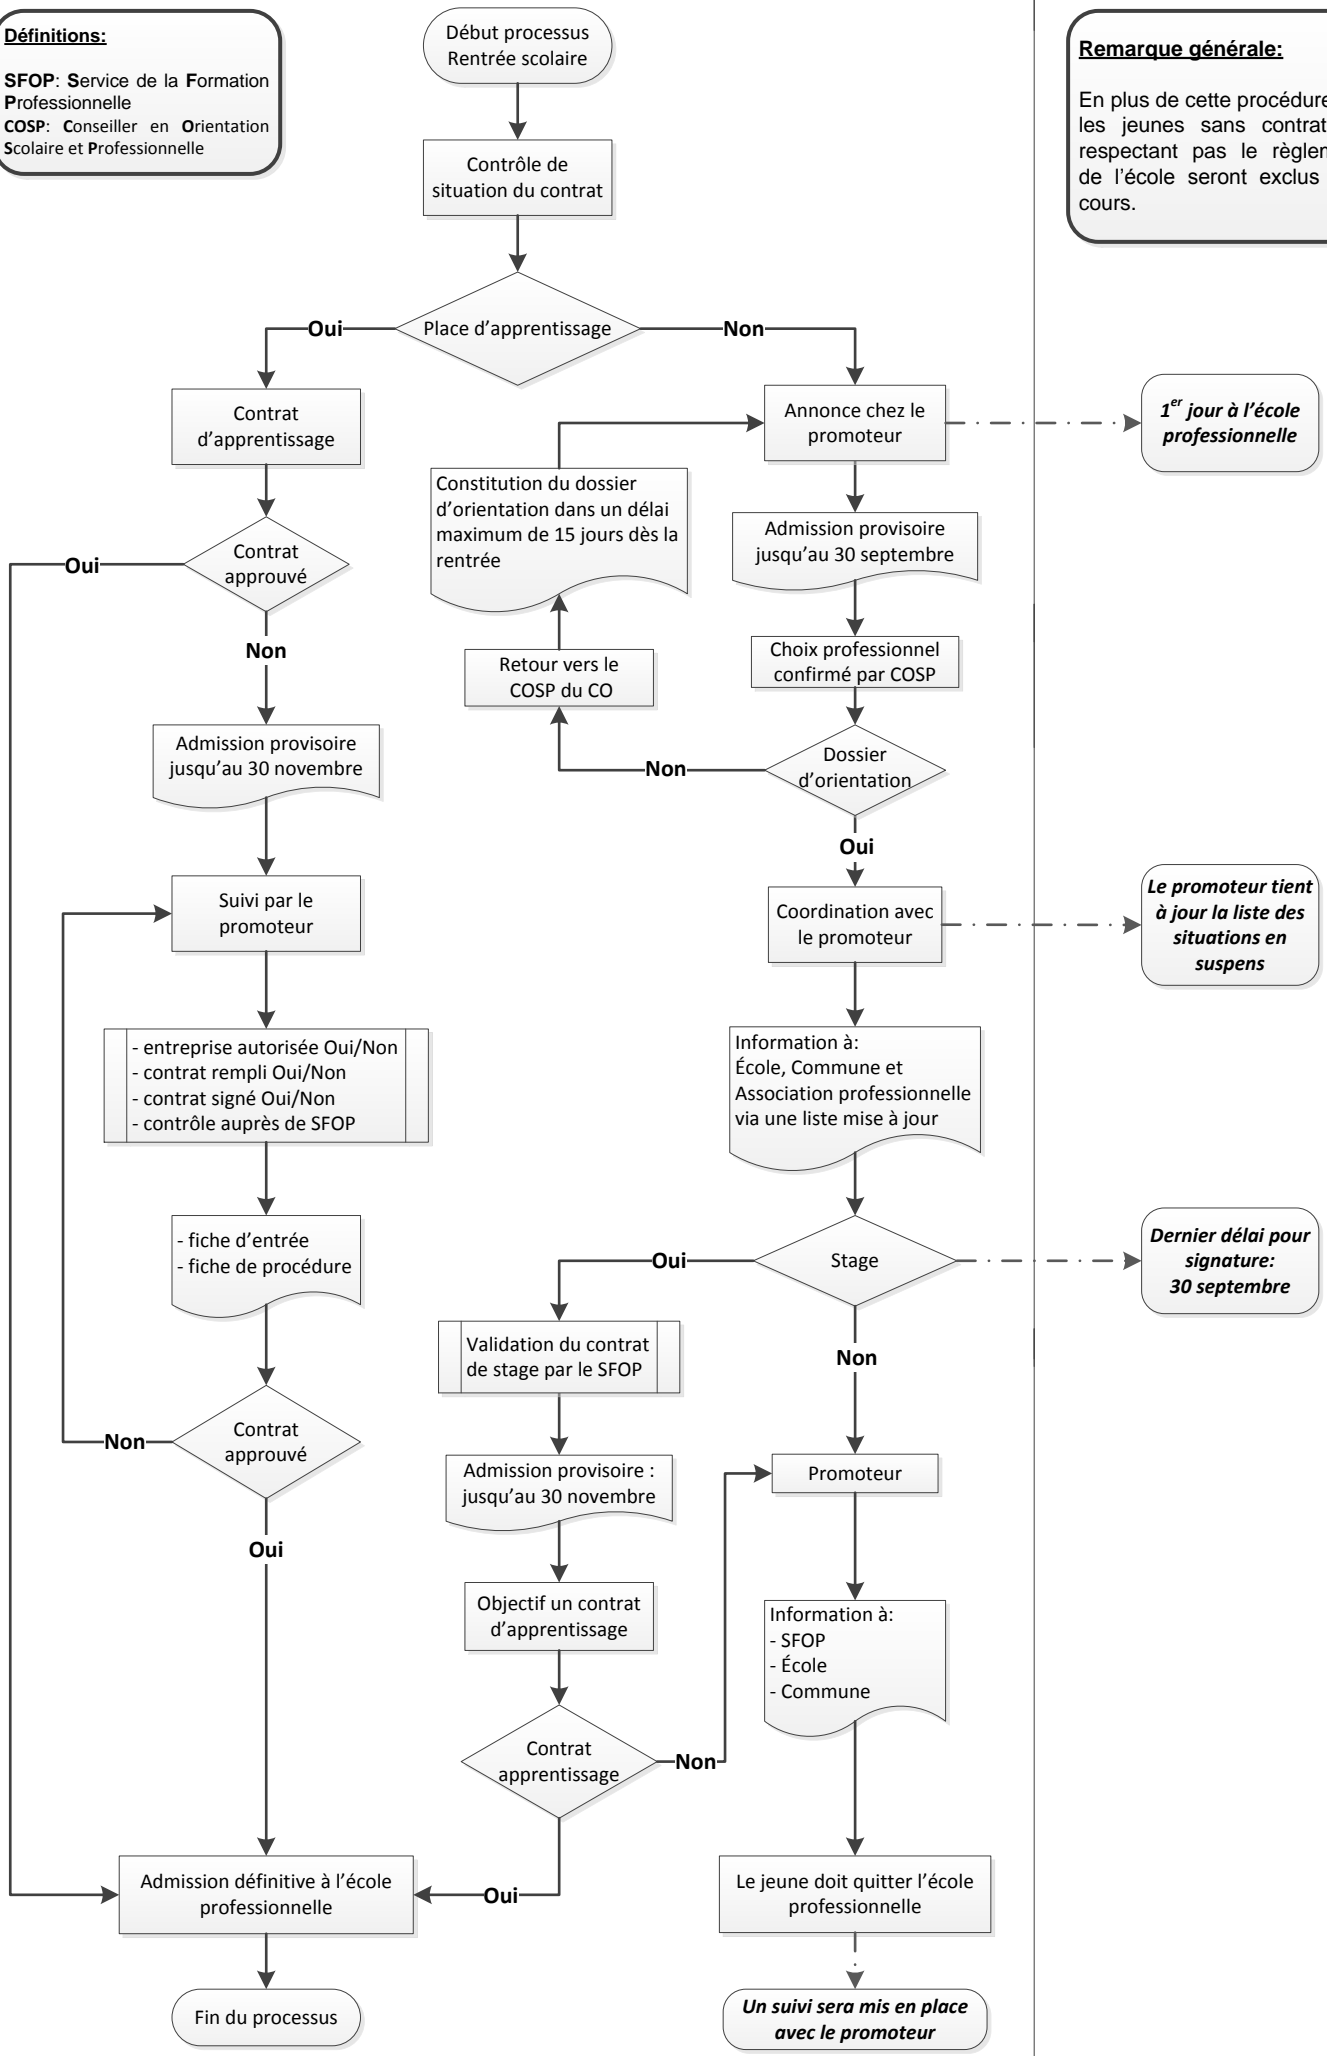 Définitions:
SFOP: Service de la Formation
Professionnelle
COSP: Conseiller en Orientation
Scolaire et Professionnelle
Début processus
Rentrée scolaire
Remarque générale:
En plus de cette procédure
les jeunes sans contrat
respectant pas le règlem
de l'école seront exclus
cours.
Contrôle de
situation du contrat
Place d'apprentissage
Oui
Non
Contrat
d'apprentissage
Annonce chez le
promoteur
1er jour à l'école
professionnelle
Constitution du dossier
d'orientation dans un délai
maximum de 15 jours dès la
rentrée
Admission provisoire
jusqu'au 30 septembre
Contrat
approuvé
Oui
Non
Retour vers le
COSP du CO
Choix professionnel
confirmé par COSP
Admission provisoire
jusqu'au 30 novembre
Dossier
d'orientation
Non
Oui
Suivi par le
promoteur
Coordination avec
le promoteur
Le promoteur tient
à jour la liste des
situations en
suspens
- entreprise autorisée Oui/Non
- contrat rempli Oui/Non
- contrat signé Oui/Non
- contrôle auprès de SFOP
Information à:
École, Commune et
Association professionnelle
via une liste mise à jour
- fiche d'entrée
- fiche de procédure
Oui
Stage
Dernier délai pour
signature:
30 septembre
Validation du contrat
de stage par le SFOP
Non
Contrat
approuvé
Non
Oui
Admission provisoire :
jusqu'au 30 novembre
Promoteur
Objectif un contrat
d'apprentissage
Information à:
- SFOP
- École
- Commune
Contrat
apprentissage
Non
Oui
Admission définitive à l'école
professionnelle
Le jeune doit quitter l'école
professionnelle
Fin du processus
Un suivi sera mis en place
avec le promoteur